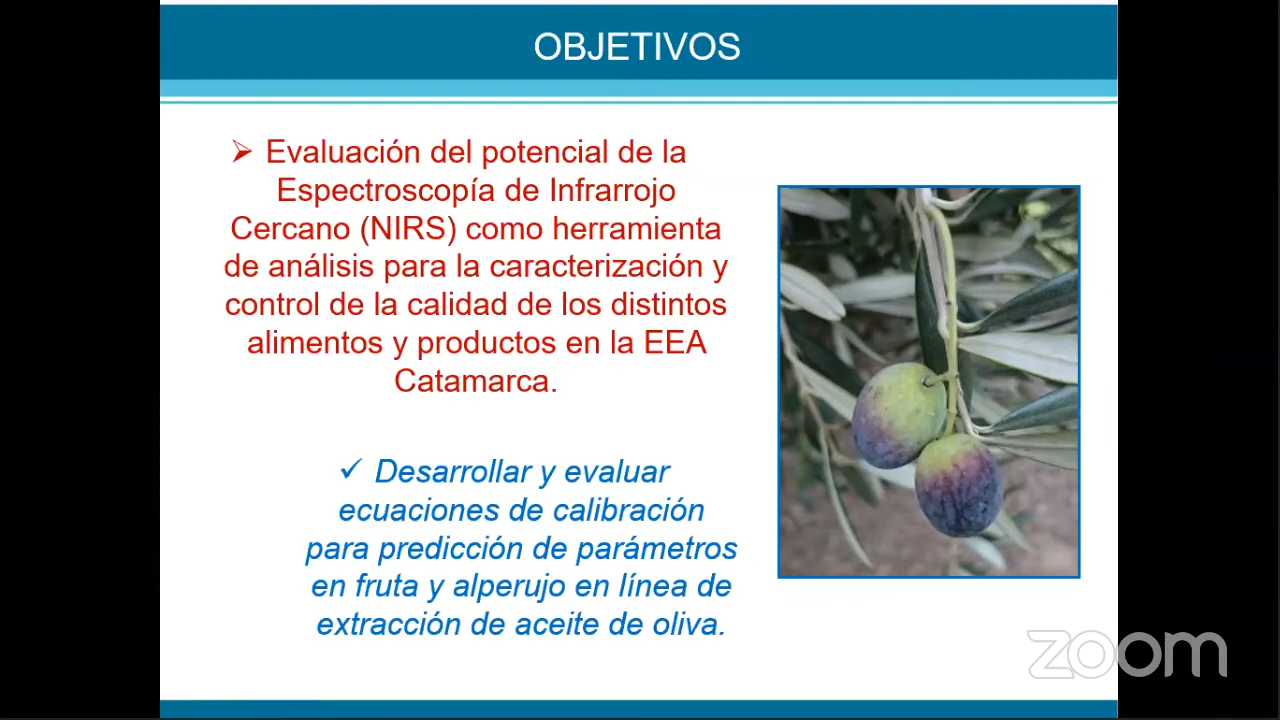 OBJETIVOS
Evaluación del potencial de la
Espectroscopía de Infrarrojo
Cercano (NIRS) como herramienta
de análisis para la caracterización y
control de la calidad de los distintos
alimentos y productos en la EEA
Catamarca.
Desarrollar y evaluar
ecuaciones de calibración
para predicción de parámetros
en fruta y alperujo en línea de
extracción de aceite de oliva.
zoom